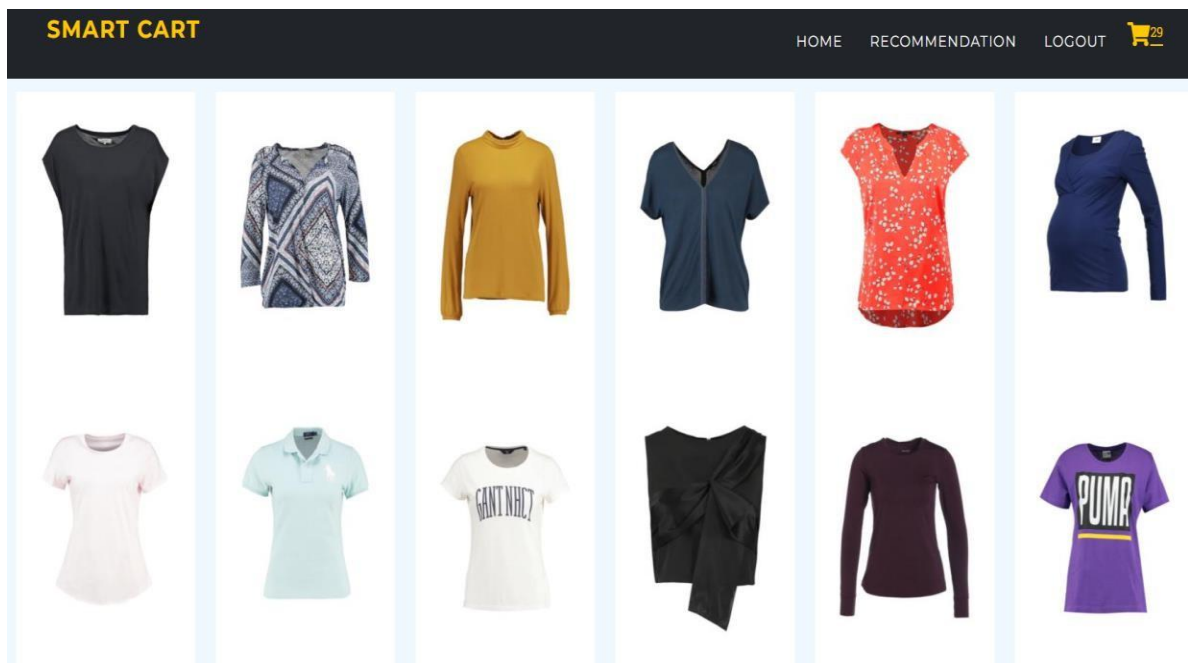 SMART CART
HOME RECOMMENDATION LOGOUT 29
GANT NHCT
PUMA